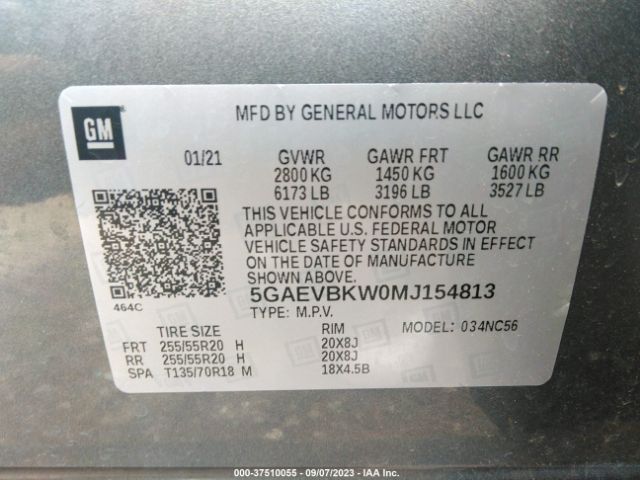 GM
MFD BY GENERAL MOTORS LLC
01/21 GVWR GAWR FRT GAWR RR
2800 KG 1450 KG 1600 KG
6173 LB 3196 LB 3527 LB
THIS VEHICLE CONFORMS TO ALL
APPLICABLE U.S. FEDERAL MOTOR
VEHICLE SAFETY STANDARDS IN EFFECT
ON THE DATE OF MANUFACTURE
SHOWN ABOVE.
5GAEVBKW0MJ154813
464C
TYPE: M.P.V.
TIRE SIZE RIM MODEL: 034NC56
FRT 255/55R20 H 20X8J
RR 255/55R20 H 20X8J
SPA T135/70R18 M 18X4.5B
000-37510055 - 09/07/2023 - IAA Inc.